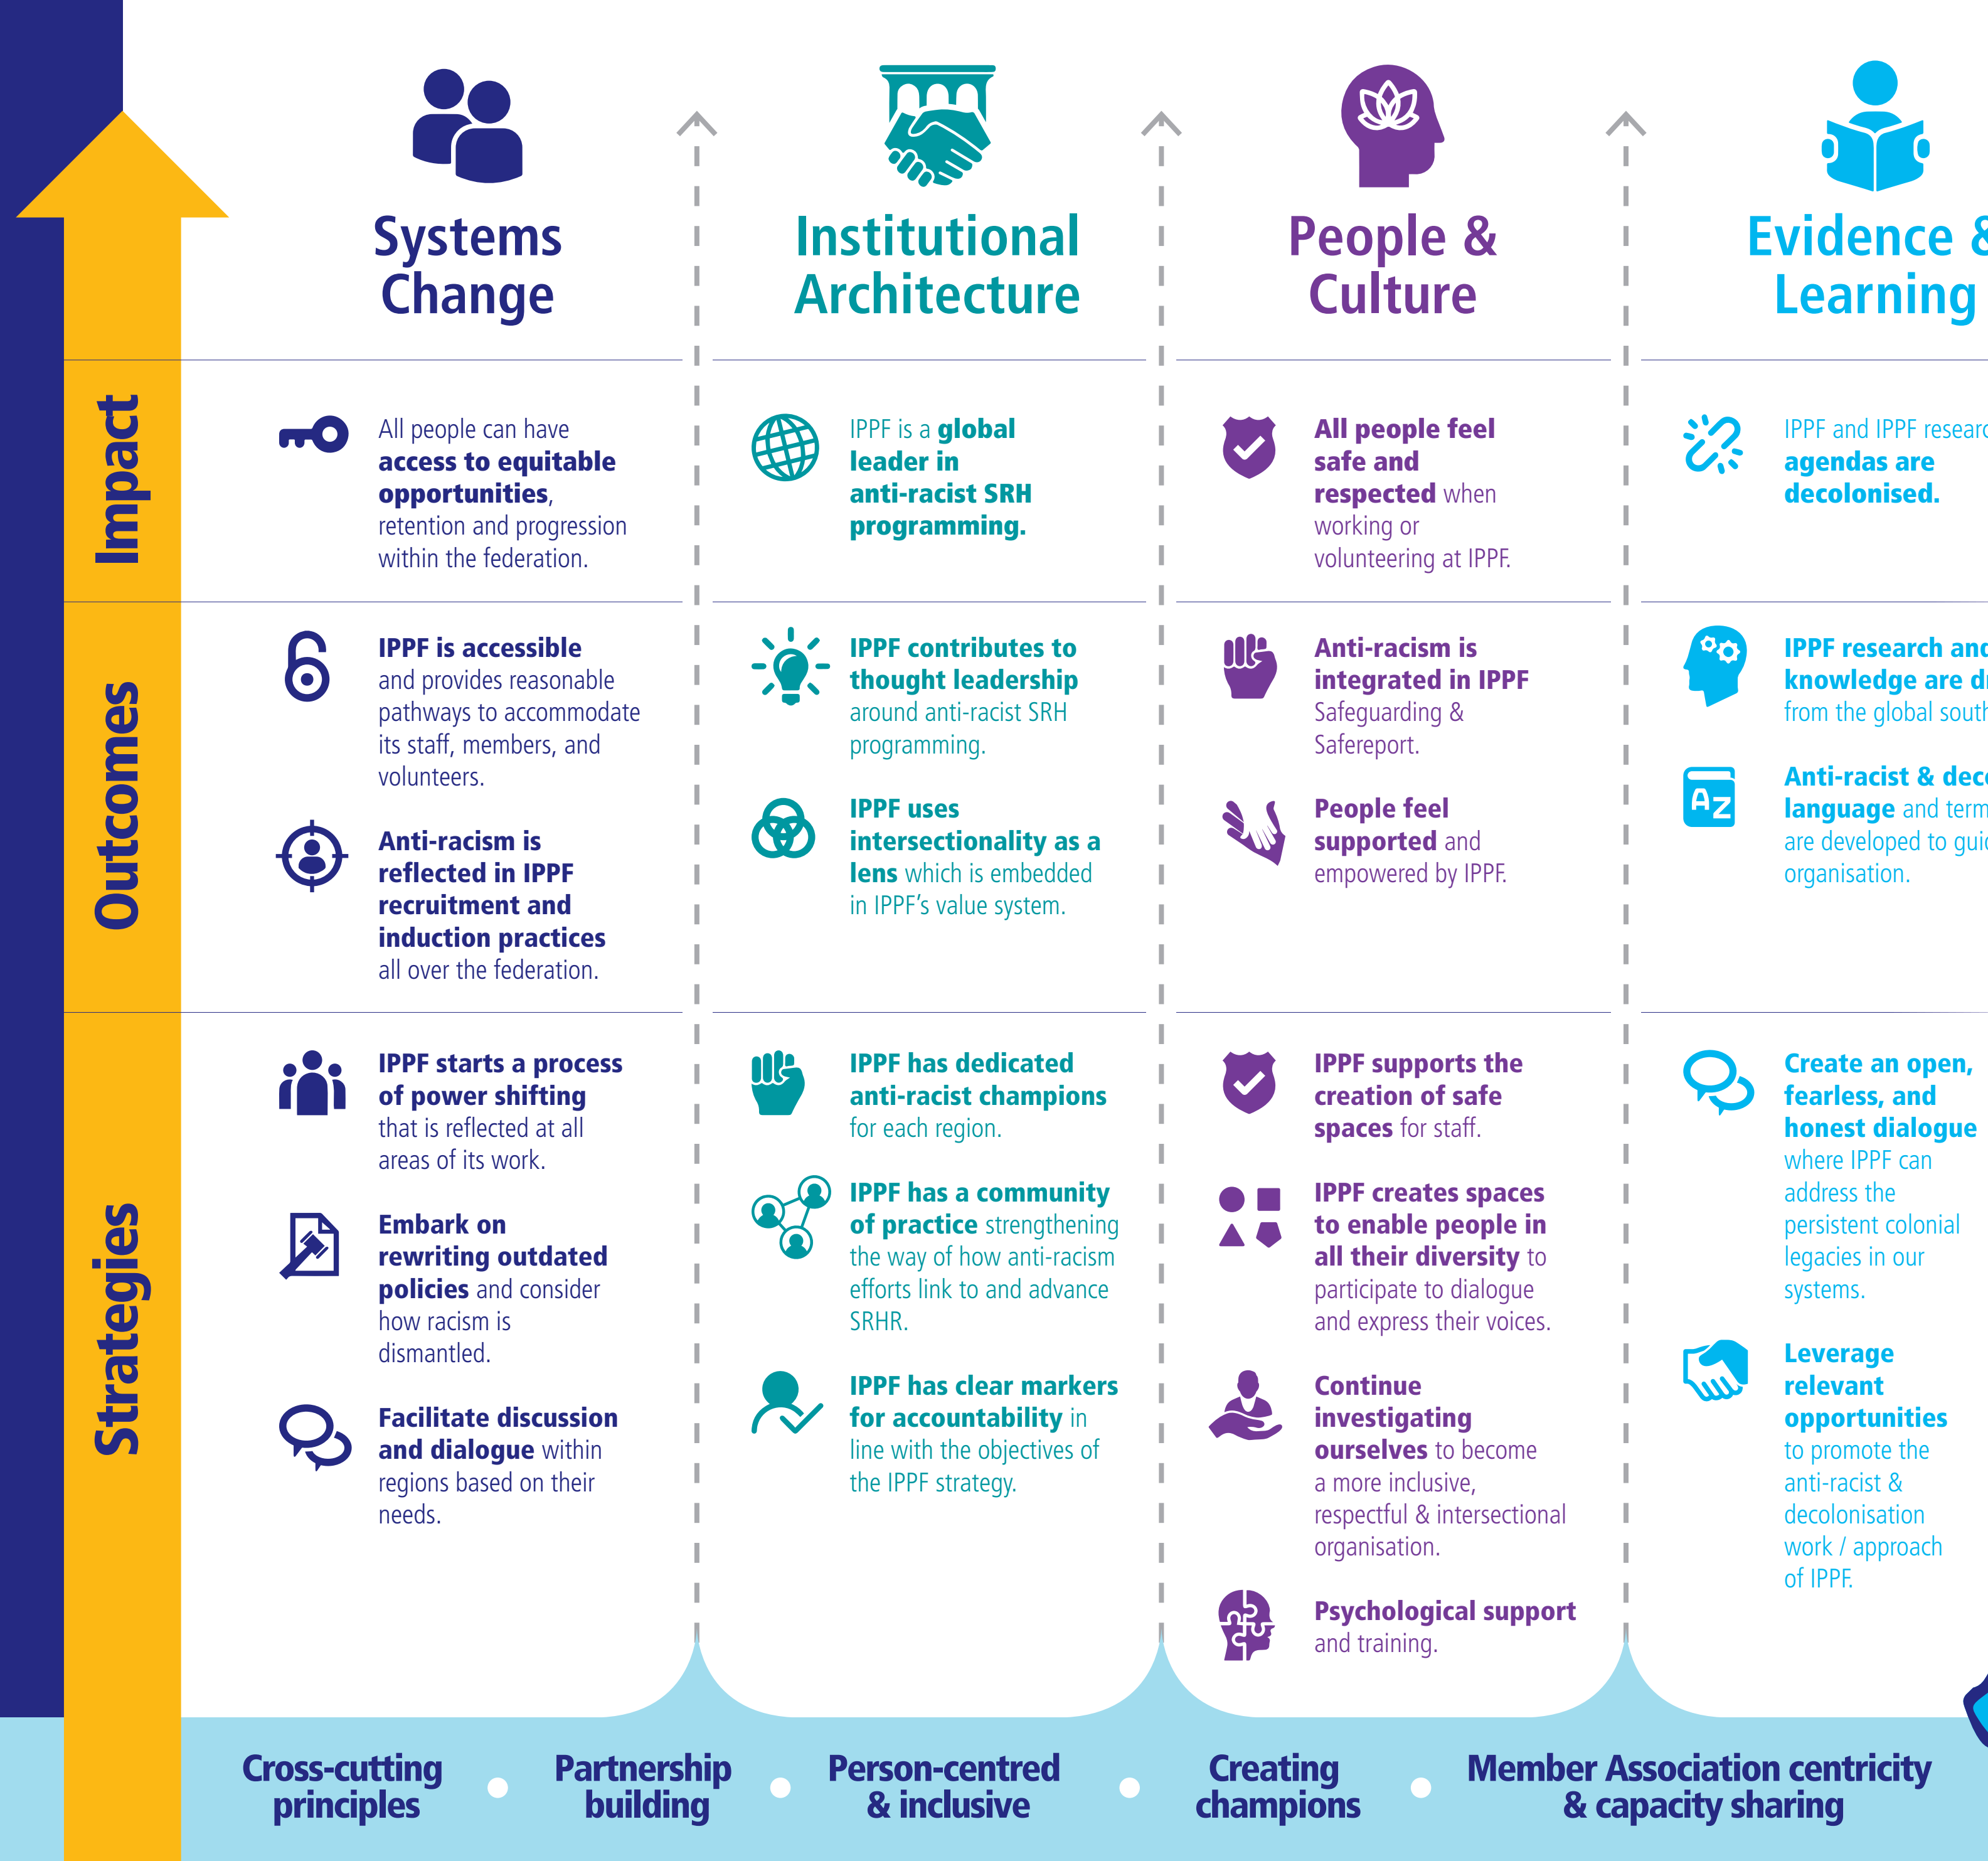 Systems
Change
Institutional
Architecture
People &
Culture
Evidence &
Learning
Impact
All people can have
access to equitable
opportunities,
retention and progression
within the federation.
IPPF is a global
leader in
anti-racist SRH
programming.
All people feel
safe and
respected when
working or
volunteering at IPPF.
IPPF and IPPF
agendas are
decolonised.
Outcomes
IPPF is accessible
and provides reasonable
pathways to accommodate
its staff, members, and
volunteers.
Anti-racism is
reflected in IPPF
recruitment and
induction practices
all over the federation.
IPPF contributes to
thought leadership
around anti-racist SRH
programming.
IPPF uses
intersectionality as a
lens which is embedded
in IPPF’s value system.
Anti-racism is
integrated in IPPF
Safeguarding &
Safereport.
People feel
supported and
empowered by IPPF.
IPPF research and
knowledge are
from the global south
AZ
Anti-racist &
language and
are developed to
organisation.
Strategies
IPPF starts a process
of power shifting
that is reflected at all
areas of its work.
Embark on
rewriting outdated
policies and consider
how racism is
dismantled.
Facilitate discussion
and dialogue within
regions based on their
needs.
IPPF has dedicated
anti-racist champions
for each region.
IPPF has a community
of practice strengthening
the way of how anti-racism
efforts link to and advance
SRHR.
IPPF has clear markers
for accountability in
line with the objectives of
the IPPF strategy.
IPPF supports the
creation of safe
spaces for staff.
IPPF creates spaces
to enable people in
all their diversity to
participate to dialogue
and express their voices.
Continue
investigating
ourselves to become
a more inclusive,
respectful & intersectional
organisation.
Psychological support
and training.
Create an open,
fearless, and
honest dialogue
where IPPF can
address the
persistent colonial
legacies in our
systems.
Leverage
relevant
opportunities
to promote the
anti-racist &
decolonisation
work / approach
of IPPF.
Cross-cutting
principles
Partnership
building
Person-centred
& inclusive
Creating
champions
Member Association centricity
& capacity sharing